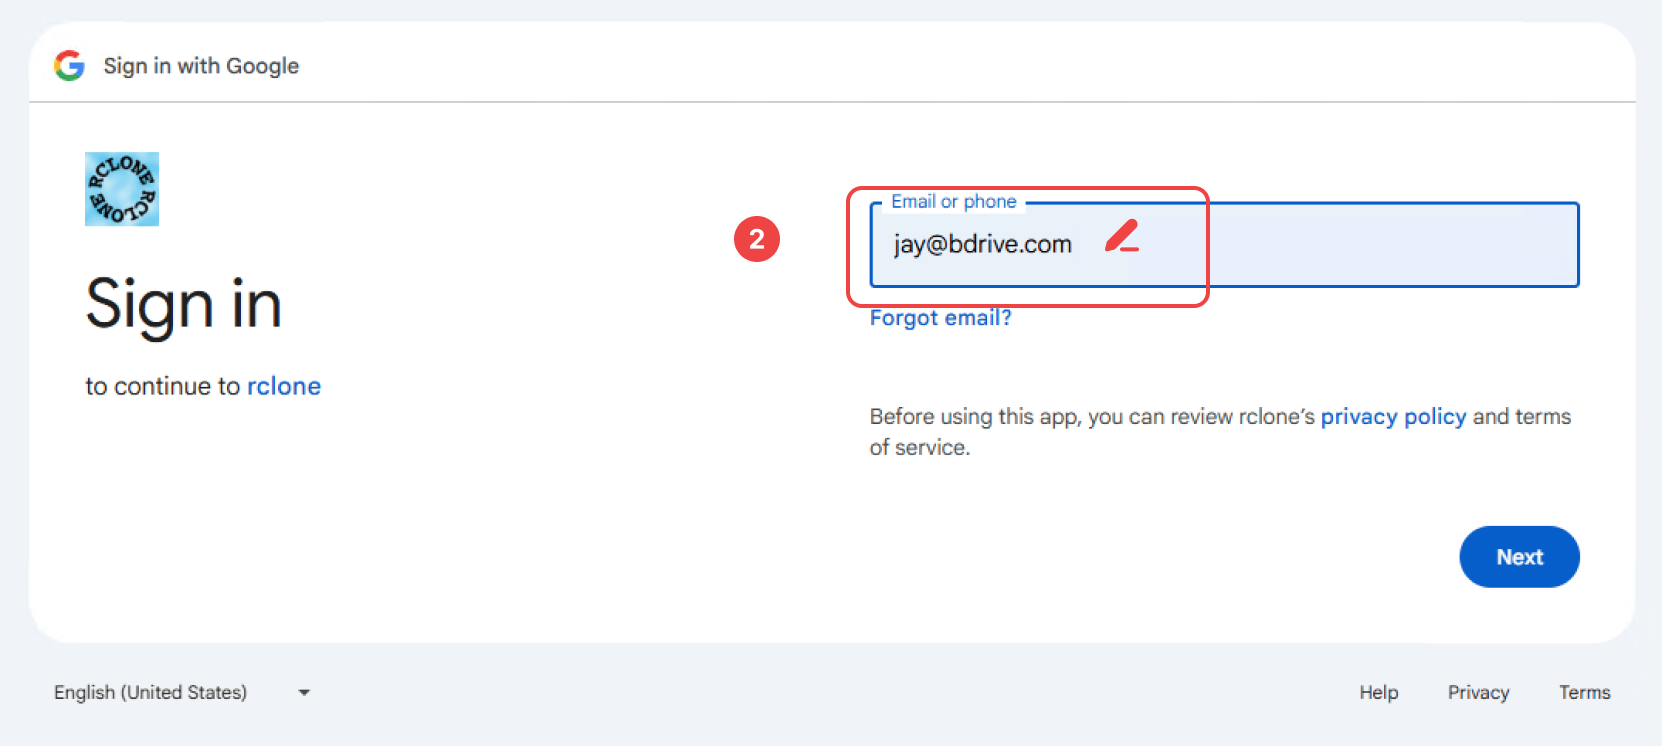 Sign in with Google
RCLONE RCLONE
Sign in
to continue to rclone
2
Email or phone
jay@bdrive.com
Forgot email?
Before using this app, you can review rclone’s privacy policy and terms
of service.
Next
English (United States)
Help Privacy Terms